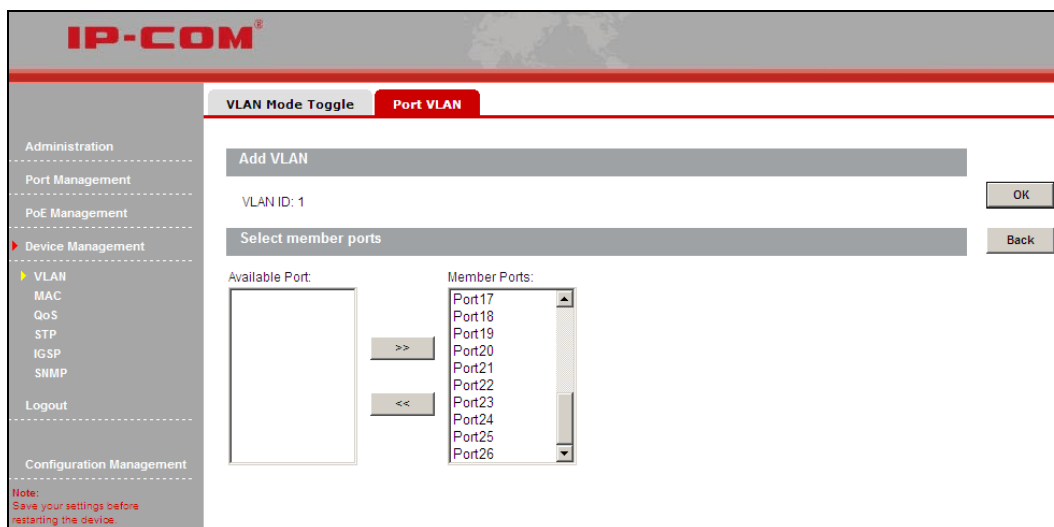 IP-COM®
VLAN Mode Toggle
Port VLAN
Administration
Port Management
PoE Management
Device Management
VLAN
MAC
QoS
STP
IGSP
SNMP
Logout
Configuration Management
Note:
Save your settings before
restarting the device.
Add VLAN
VLAN ID: 1
Select member ports
Available Port:
>>
<<
Member Ports:
Port17
Port18
Port19
Port20
Port21
Port22
Port23
Port24
Port25
Port26
OK
Back